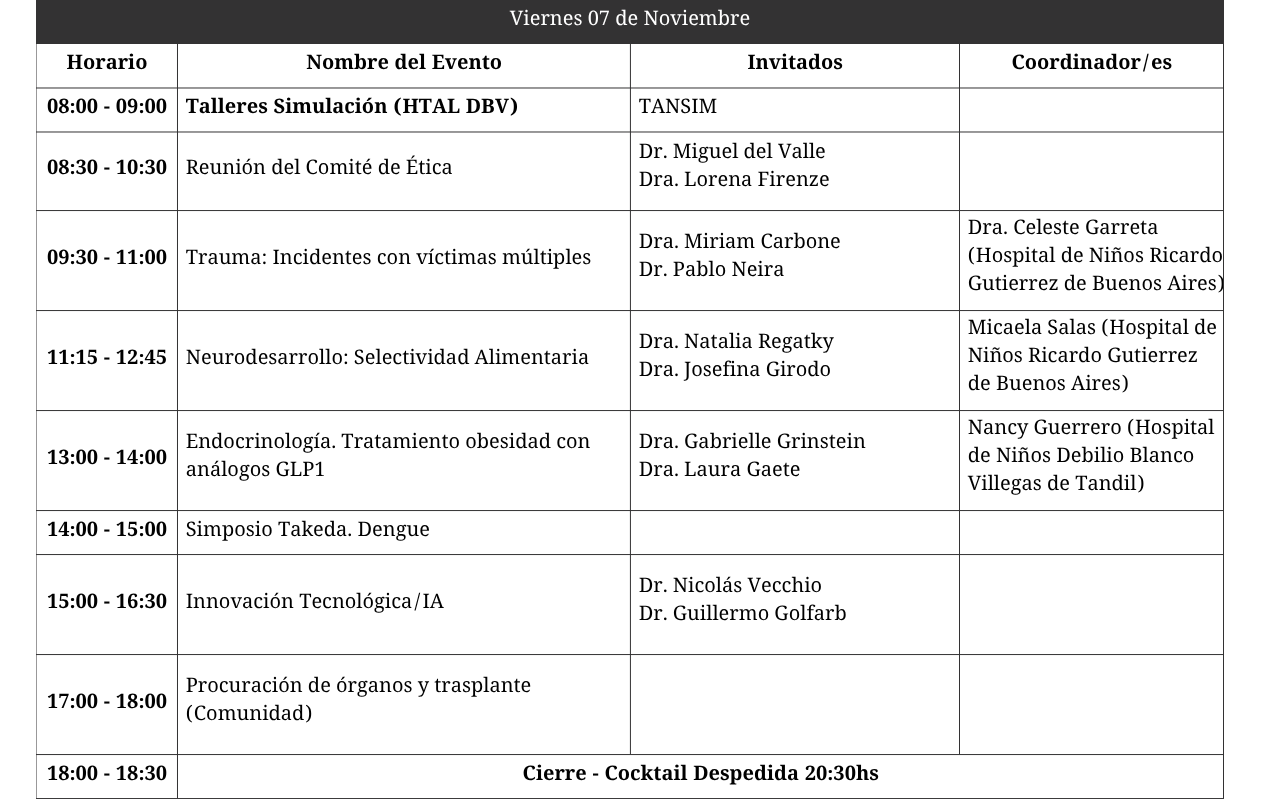 Viernes 07 de Noviembre
Horario Nombre del Evento Invitados Coordinador/es
08:00 - 09:00 Talleres Simulación (HTAL DBV) TANSIM
08:30 - 10:30 Reunión del Comité de Ética
Dr. Miguel del Valle
Dra. Lorena Firenze
09:30 - 11:00 Trauma: Incidentes con víctimas múltiples
Dra. Miriam Carbone
Dr. Pablo Neira
Dra. Celeste Garreta
(Hospital de Niños Ricardo
Gutierrez de Buenos Aires)
11:15 - 12:45 Neurodesarrollo: Selectividad Alimentaria
Dra. Natalia Regatky
Dra. Josefina Girodo
Micaela Salas (Hospital de
Niños Ricardo Gutierrez
de Buenos Aires)
13:00 - 14:00
Endocrinología. Tratamiento obesidad con
análogos GLP1
Dra. Gabrielle Grinstein
Dra. Laura Gaete
Nancy Guerrero (Hospital
de Niños Debilio Blanco
Villegas de Tandil)
14:00 - 15:00 Simposio Takeda. Dengue
15:00 - 16:30 Innovación Tecnológica/IA
Dr. Nicolás Vecchio
Dr. Guillermo Golfarb
17:00 - 18:00
Procuración de órganos y trasplante
(Comunidad)
18:00 - 18:30 Cierre - Cocktail Despedida 20:30hs